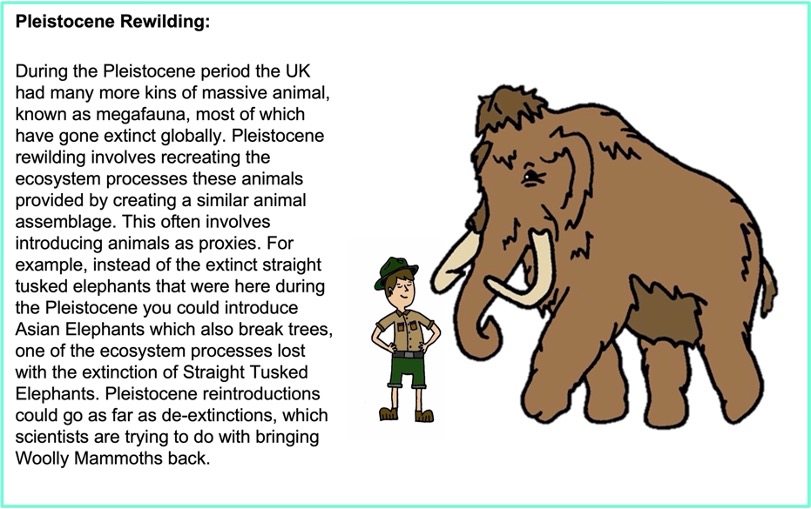 Pleistocene Rewilding:
During the Pleistocene period the UK
had many more kins of massive animal,
known as megafauna, most of which
have gone extinct globally. Pleistocene
rewilding involves recreating the
ecosystem processes these animals
provided by creating a similar animal
assemblage. This often involves
introducing animals as proxies. For
example, instead of the extinct straight
tusked elephants that were here during
the Pleistocene you could introduce
Asian Elephants which also break trees,
one of the ecosystem processes lost
with the extinction of Straight Tusked
Elephants. Pleistocene reintroductions
could go as far as de-extinctions, which
scientists are trying to do with bringing
Woolly Mammoths back.